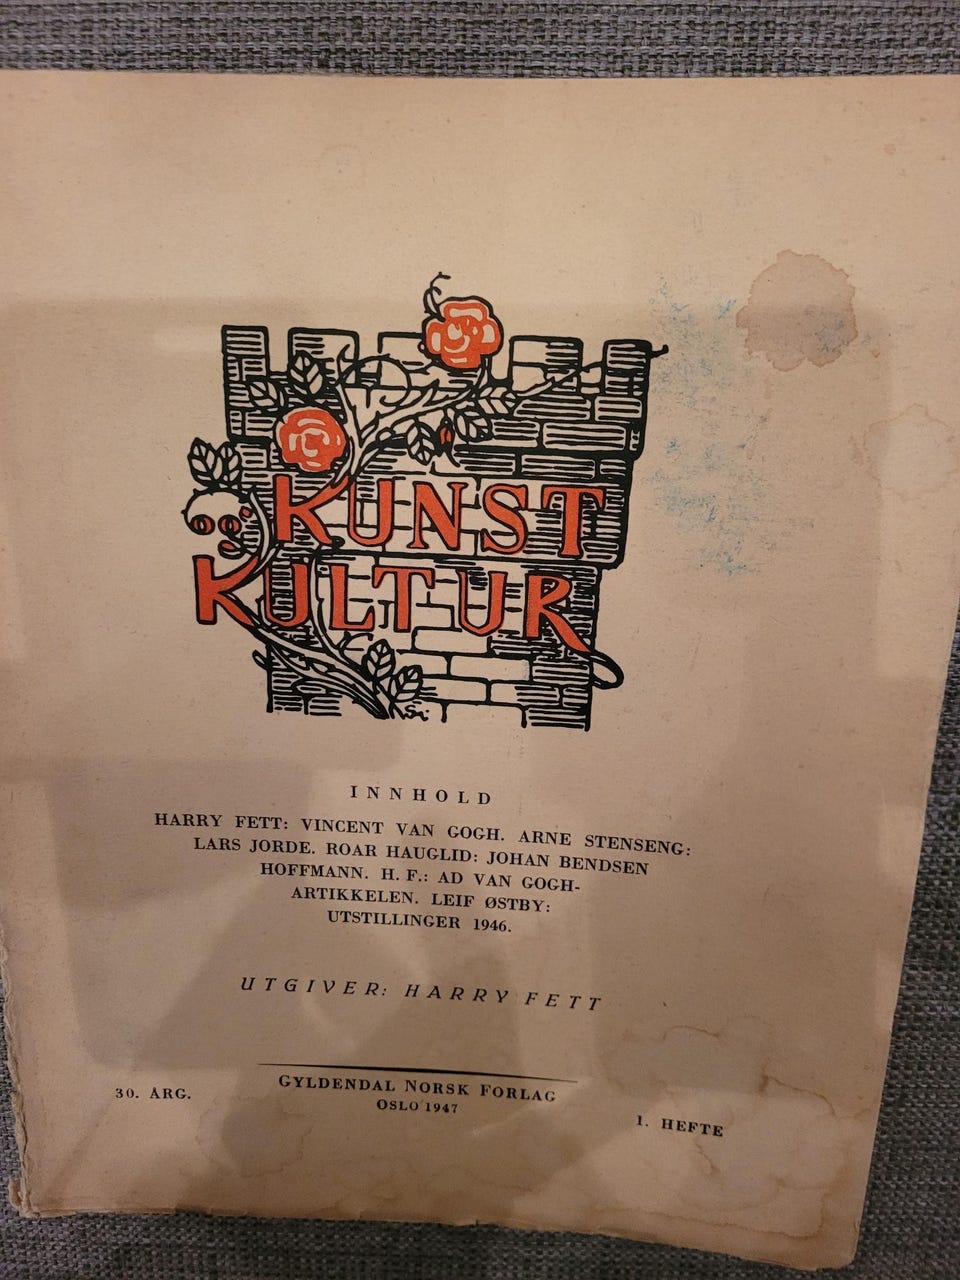 KUNST
OG
KULTUR
INNHOLD
HARRY FETT: VINCENT VAN GOGH. ARNE STENSENG:
LARS JORDE. ROAR HAUGLID: JOHAN BENDSEN
HOFFMANN. H. F.: AD VAN GOGH-
ARTIKKELEN. LEIF ØSTBY:
UTSTILLINGER 1946.
UTGIVER: HARRY FETT
GYLDENDAL NORSK FORLAG
OSLO 1947
30. ÅRG.
1. HEFTE